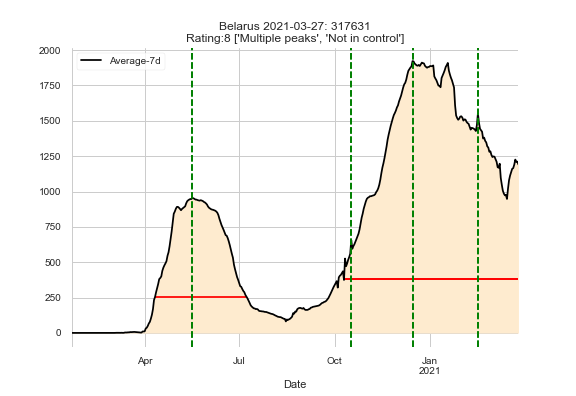 Belarus 2021-03-27: 317631
Rating:8 ['Multiple peaks', 'Not in control']
2000
Average-7d
1750
1500
1250
1000
750
500
250
0
Apr Jul Oct Jan
2021
Date